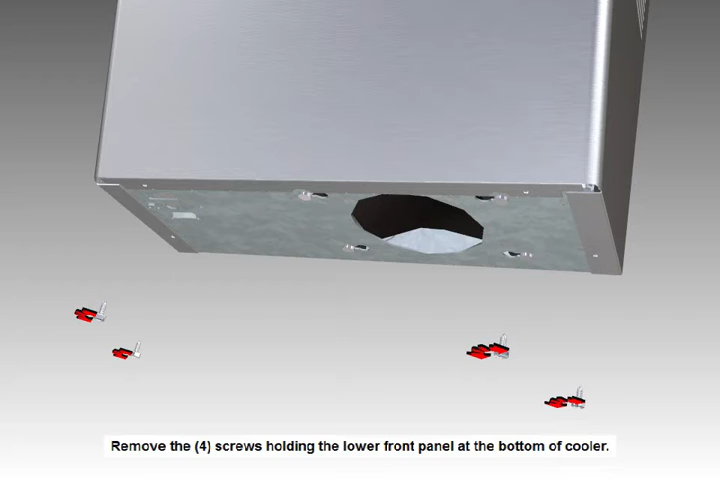 Remove the (4) screws holding the lower front panel at the bottom of cooler.